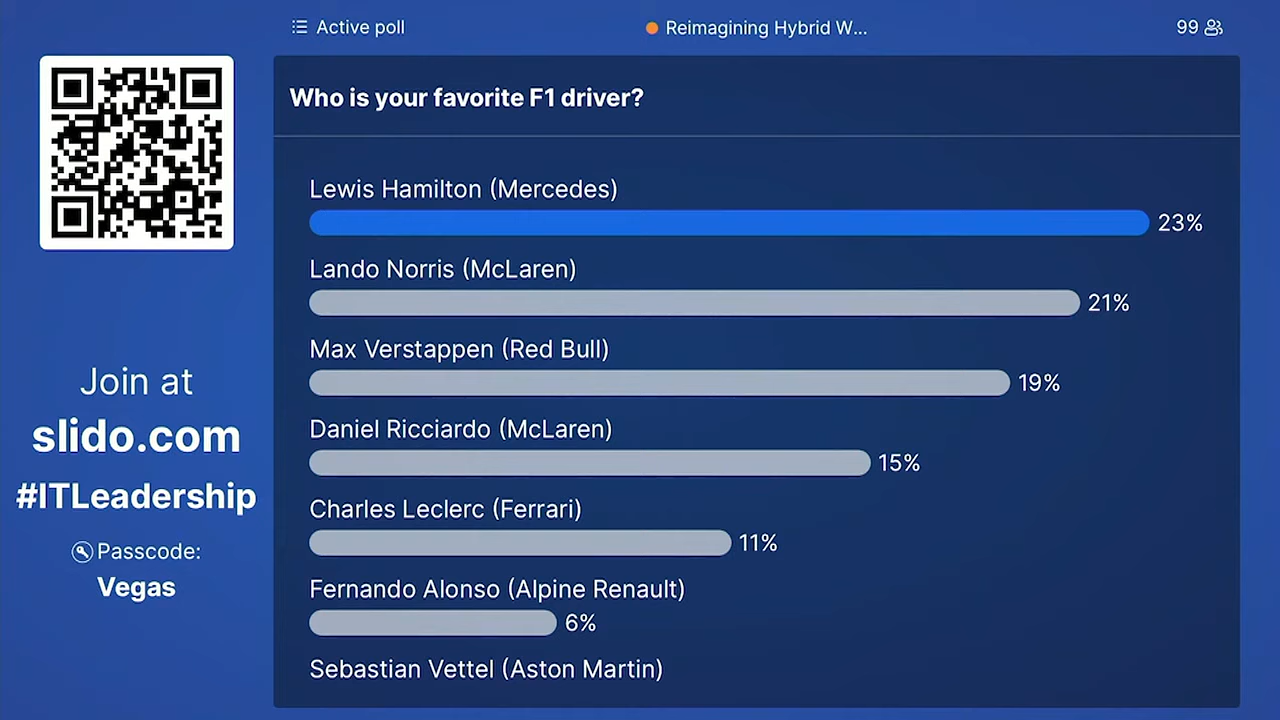 Active poll
Reimagining Hybrid W...
99
Who is your favorite F1 driver?
Lewis Hamilton (Mercedes)
23%
Lando Norris (McLaren)
21%
Max Verstappen (Red Bull)
19%
Daniel Ricciardo (McLaren)
15%
Charles Leclerc (Ferrari)
11%
Fernando Alonso (Alpine Renault)
6%
Sebastian Vettel (Aston Martin)
Join at
slido.com
#ITLeadership
Passcode:
Vegas